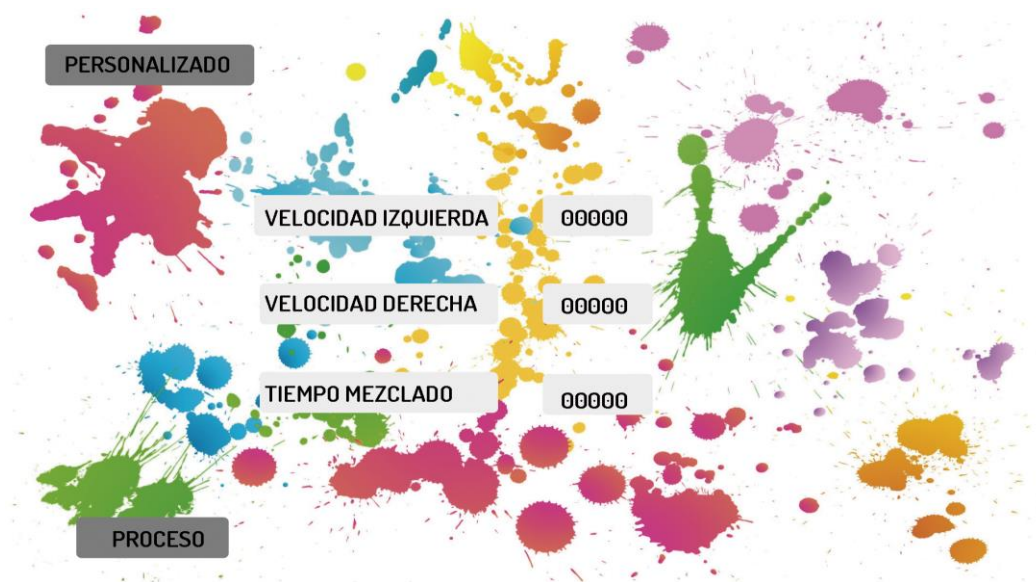 PERSONALIZADO
VELOCIDAD IZQUIERDA 00000
VELOCIDAD DERECHA 00000
TIEMPO MEZCLADO 00000
PROCESO